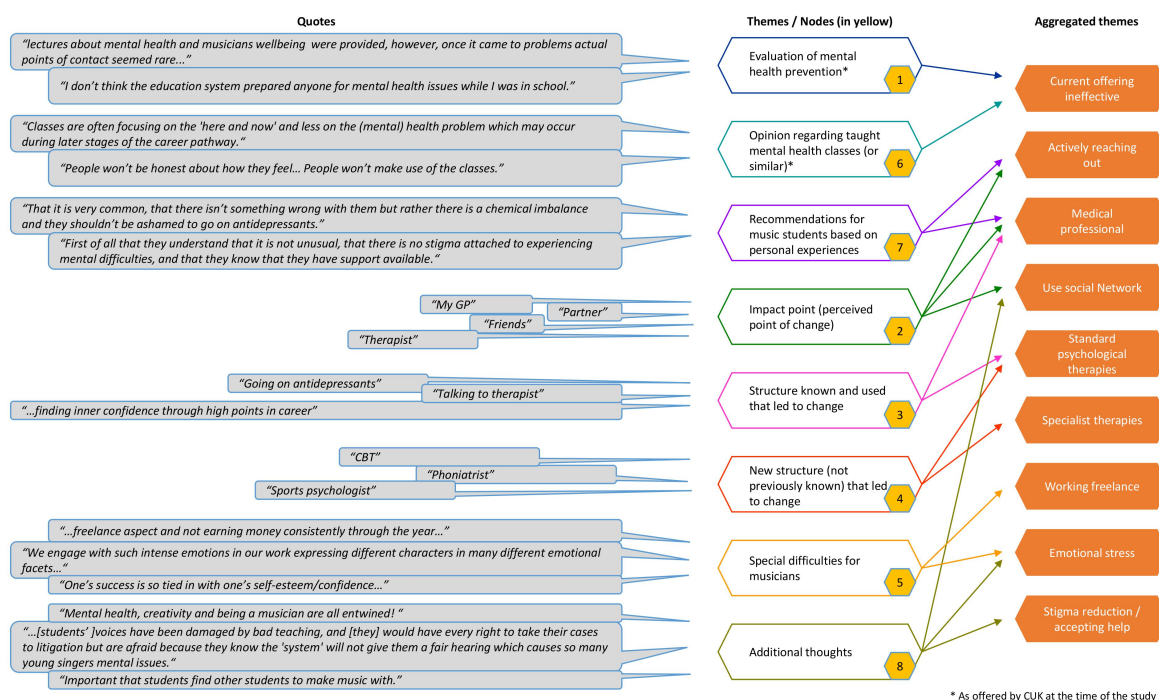 Quotes
Themes / Nodes (in yellow)
Aggregated themes
“lectures about mental health and musicians wellbeing were provided, however, once it came to problems actual
points of contact seemed rare...”
“I don’t think the education system prepared anyone for mental health issues while I was in school.”
“Classes are often focusing on the 'here and now' and less on the (mental) health problem which may occur
during later stages of the career pathway.“
“People won’t be honest about how they feel… People won’t make use of the classes.”
“That it is very common, that there isn’t something wrong with them but rather there is a chemical imbalance
and they shouldn’t be ashamed to go on antidepressants.”
“First of all that they understand that it is not unusual, that there is no stigma attached to experiencing
mental difficulties, and that they know that they have support available.“
“My GP”
“Partner”
“Friends”
“Therapist”
“Going on antidepressants”
“Talking to therapist”
“…finding inner confidence through high points in career”
“CBT”
“Phoniatrist”
“Sports psychologist”
“…freelance aspect and not earning money consistently through the year…”
“We engage with such intense emotions in our work expressing different characters in many different emotional
facets…“
“One’s success is so tied in with one’s self-esteem/confidence…”
“Mental health, creativity and being a musician are all entwined! “
“…[students’ ]voices have been damaged by bad teaching, and [they] would have every right to take their cases
to litigation but are afraid because they know the 'system' will not give them a fair hearing which causes so many
young singers mental issues.“
“Important that students find other students to make music with.”
Evaluation of mental
health prevention*
1
Opinion regarding taught
mental health classes (or
similar)*
6
Recommendations for
music students based on
personal experiences
7
Impact point (perceived
point of change)
2
Structure known and used
that led to change
3
New structure (not
previously known) that led
to change
4
Special difficulties for
musicians
5
Additional thoughts
8
Current offering
ineffective
Actively reaching
out
Medical
professional
Use social Network
Standard
psychological
therapies
Specialist therapies
Working freelance
Emotional stress
Stigma reduction /
accepting help
* As offered by CUK at the time of the study